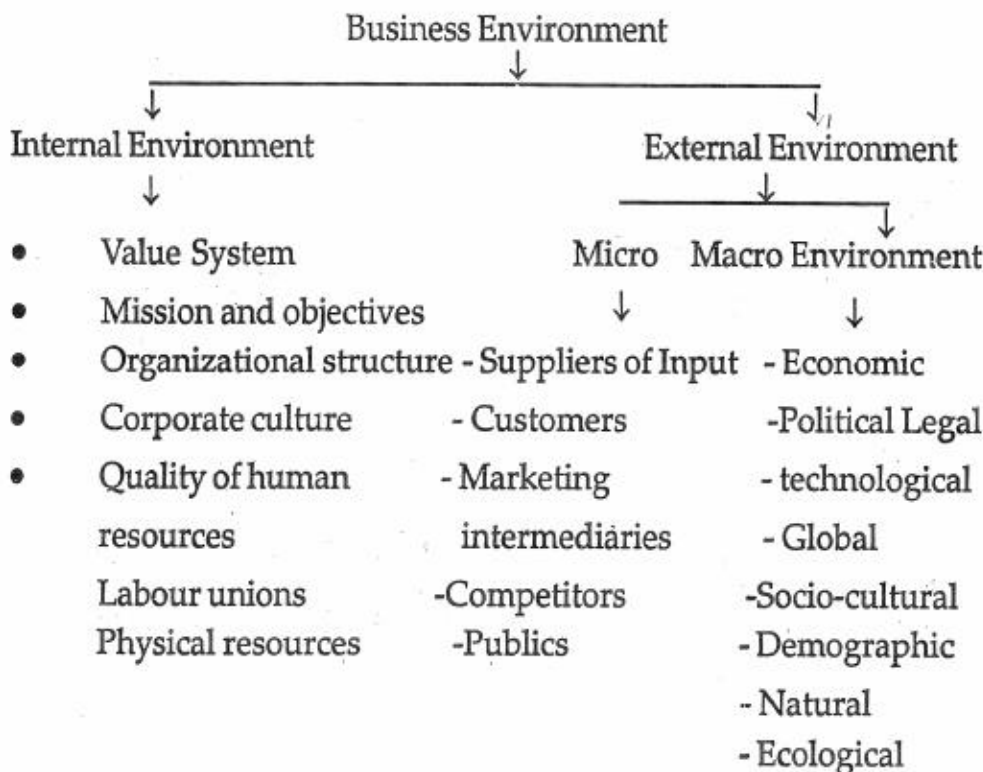 Business Environment
Internal Environment
External Environment
• Value System
Micro
Macro Environment
• Mission and objectives
• Organizational structure
- Suppliers of Input
- Economic
• Corporate culture
- Customers
-Political Legal
• Quality of human
- Marketing
- technological
resources
intermediaries
- Global
Labour unions
-Competitors
-Socio-cultural
Physical resources
-Publics
- Demographic
- Natural
- Ecological